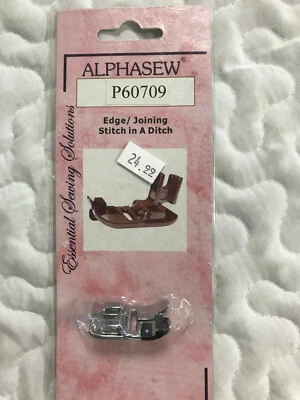 ALPHASEW®
P60709
Edge/ Joining
Stitch in A Ditch
24.99
Essential Sewing Solutions